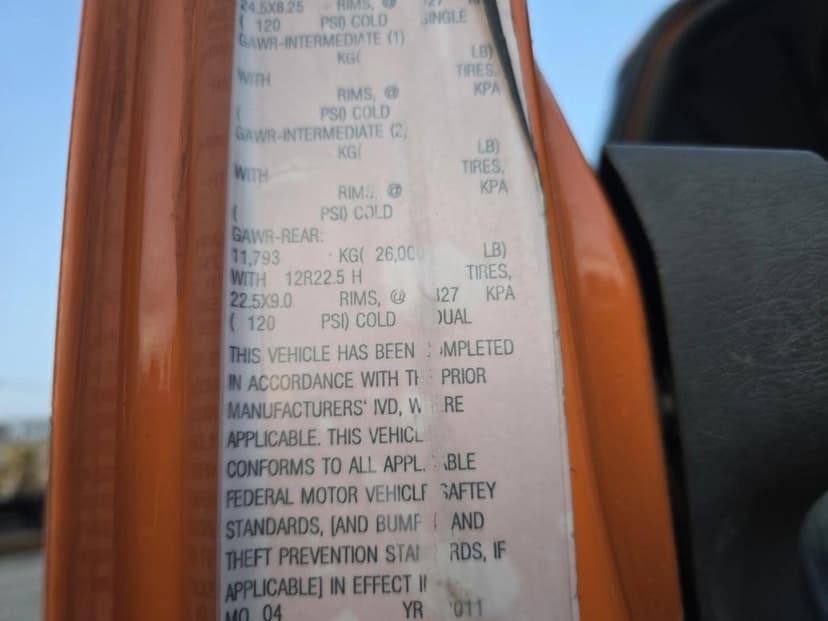 24.5X8.25 RIMS, @ 27
( 120 PSI) COLD SINGLE
GAWR-INTERMEDIATE (1)
KG( LB)
WITH TIRES,
RIMS, @ KPA
( PSI) COLD
GAWR-INTERMEDIATE (2)
KG( LB)
WITH TIRES,
RIMS, @ KPA
( PSI) COLD
GAWR-REAR:
11,793 KG( 26,000 LB)
WITH 12R22.5 H TIRES,
22.5X9.0 RIMS, @ 827 KPA
( 120 PSI) COLD DUAL
THIS VEHICLE HAS BEEN COMPLETED
IN ACCORDANCE WITH THE PRIOR
MANUFACTURERS' IVD, WHERE
APPLICABLE. THIS VEHICLE
CONFORMS TO ALL APPLICABLE
FEDERAL MOTOR VEHICLE SAFTEY
STANDARDS, [AND BUMPER AND
THEFT PREVENTION STANDARDS, IF
APPLICABLE] IN EFFECT IN
MO 04 YR 2011